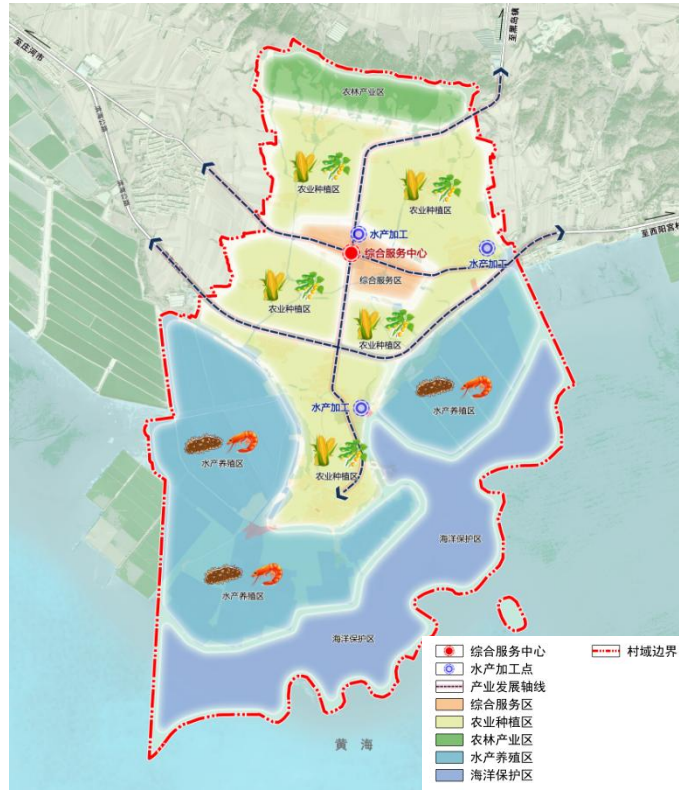 至庄河市
至黑岛镇
农林产业区
农业种植区
农业种植区
水产加工
综合服务中心
水产加工
至西阳宫村
综合服务区
农业种植区
农业种植区
水产养殖区
水产加工
水产养殖区
农业种植区
海洋保护区
水产养殖区
海洋保护区
黄 海
综合服务中心
村域边界
水产加工点
产业发展轴线
综合服务区
农业种植区
农林产业区
水产养殖区
海洋保护区